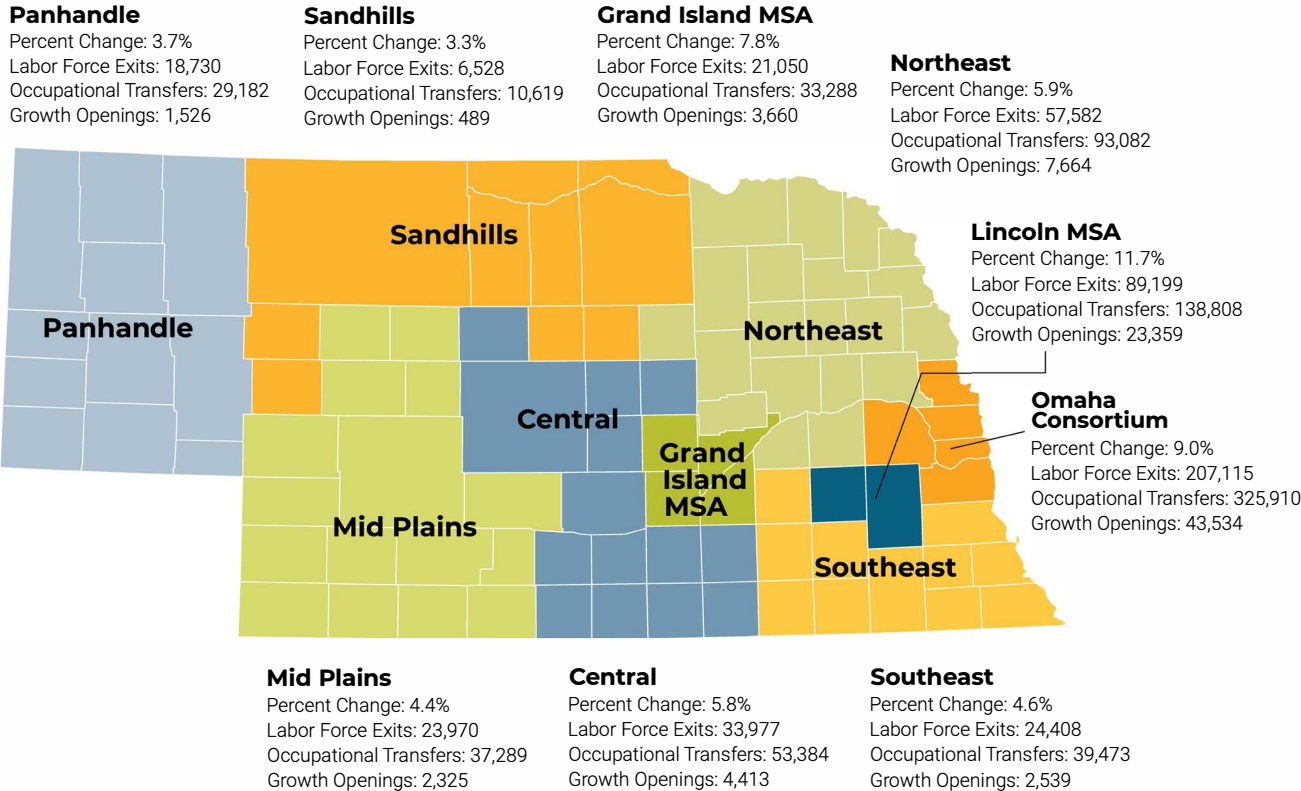 Panhandle
Percent Change: 3.7%
Labor Force Exits: 18,730
Occupational Transfers: 29,182
Growth Openings: 1,526
Sandhills
Percent Change: 3.3%
Labor Force Exits: 6,528
Occupational Transfers: 10,619
Growth Openings: 489
Grand Island MSA
Percent Change: 7.8%
Labor Force Exits: 21,050
Occupational Transfers: 33,288
Growth Openings: 3,660
Northeast
Percent Change: 5.9%
Labor Force Exits: 57,582
Occupational Transfers: 93,082
Growth Openings: 7,664
Lincoln MSA
Percent Change: 11.7%
Labor Force Exits: 89,199
Occupational Transfers: 138,808
Growth Openings: 23,359
Omaha
Consortium
Percent Change: 9.0%
Labor Force Exits: 207,115
Occupational Transfers: 325,910
Growth Openings: 43,534
Sandhills
Panhandle
Northeast
Central
Grand
Island
MSA
Mid Plains
Southeast
Mid Plains
Percent Change: 4.4%
Labor Force Exits: 23,970
Occupational Transfers: 37,289
Growth Openings: 2,325
Central
Percent Change: 5.8%
Labor Force Exits: 33,977
Occupational Transfers: 53,384
Growth Openings: 4,413
Southeast
Percent Change: 4.6%
Labor Force Exits: 24,408
Occupational Transfers: 39,473
Growth Openings: 2,539